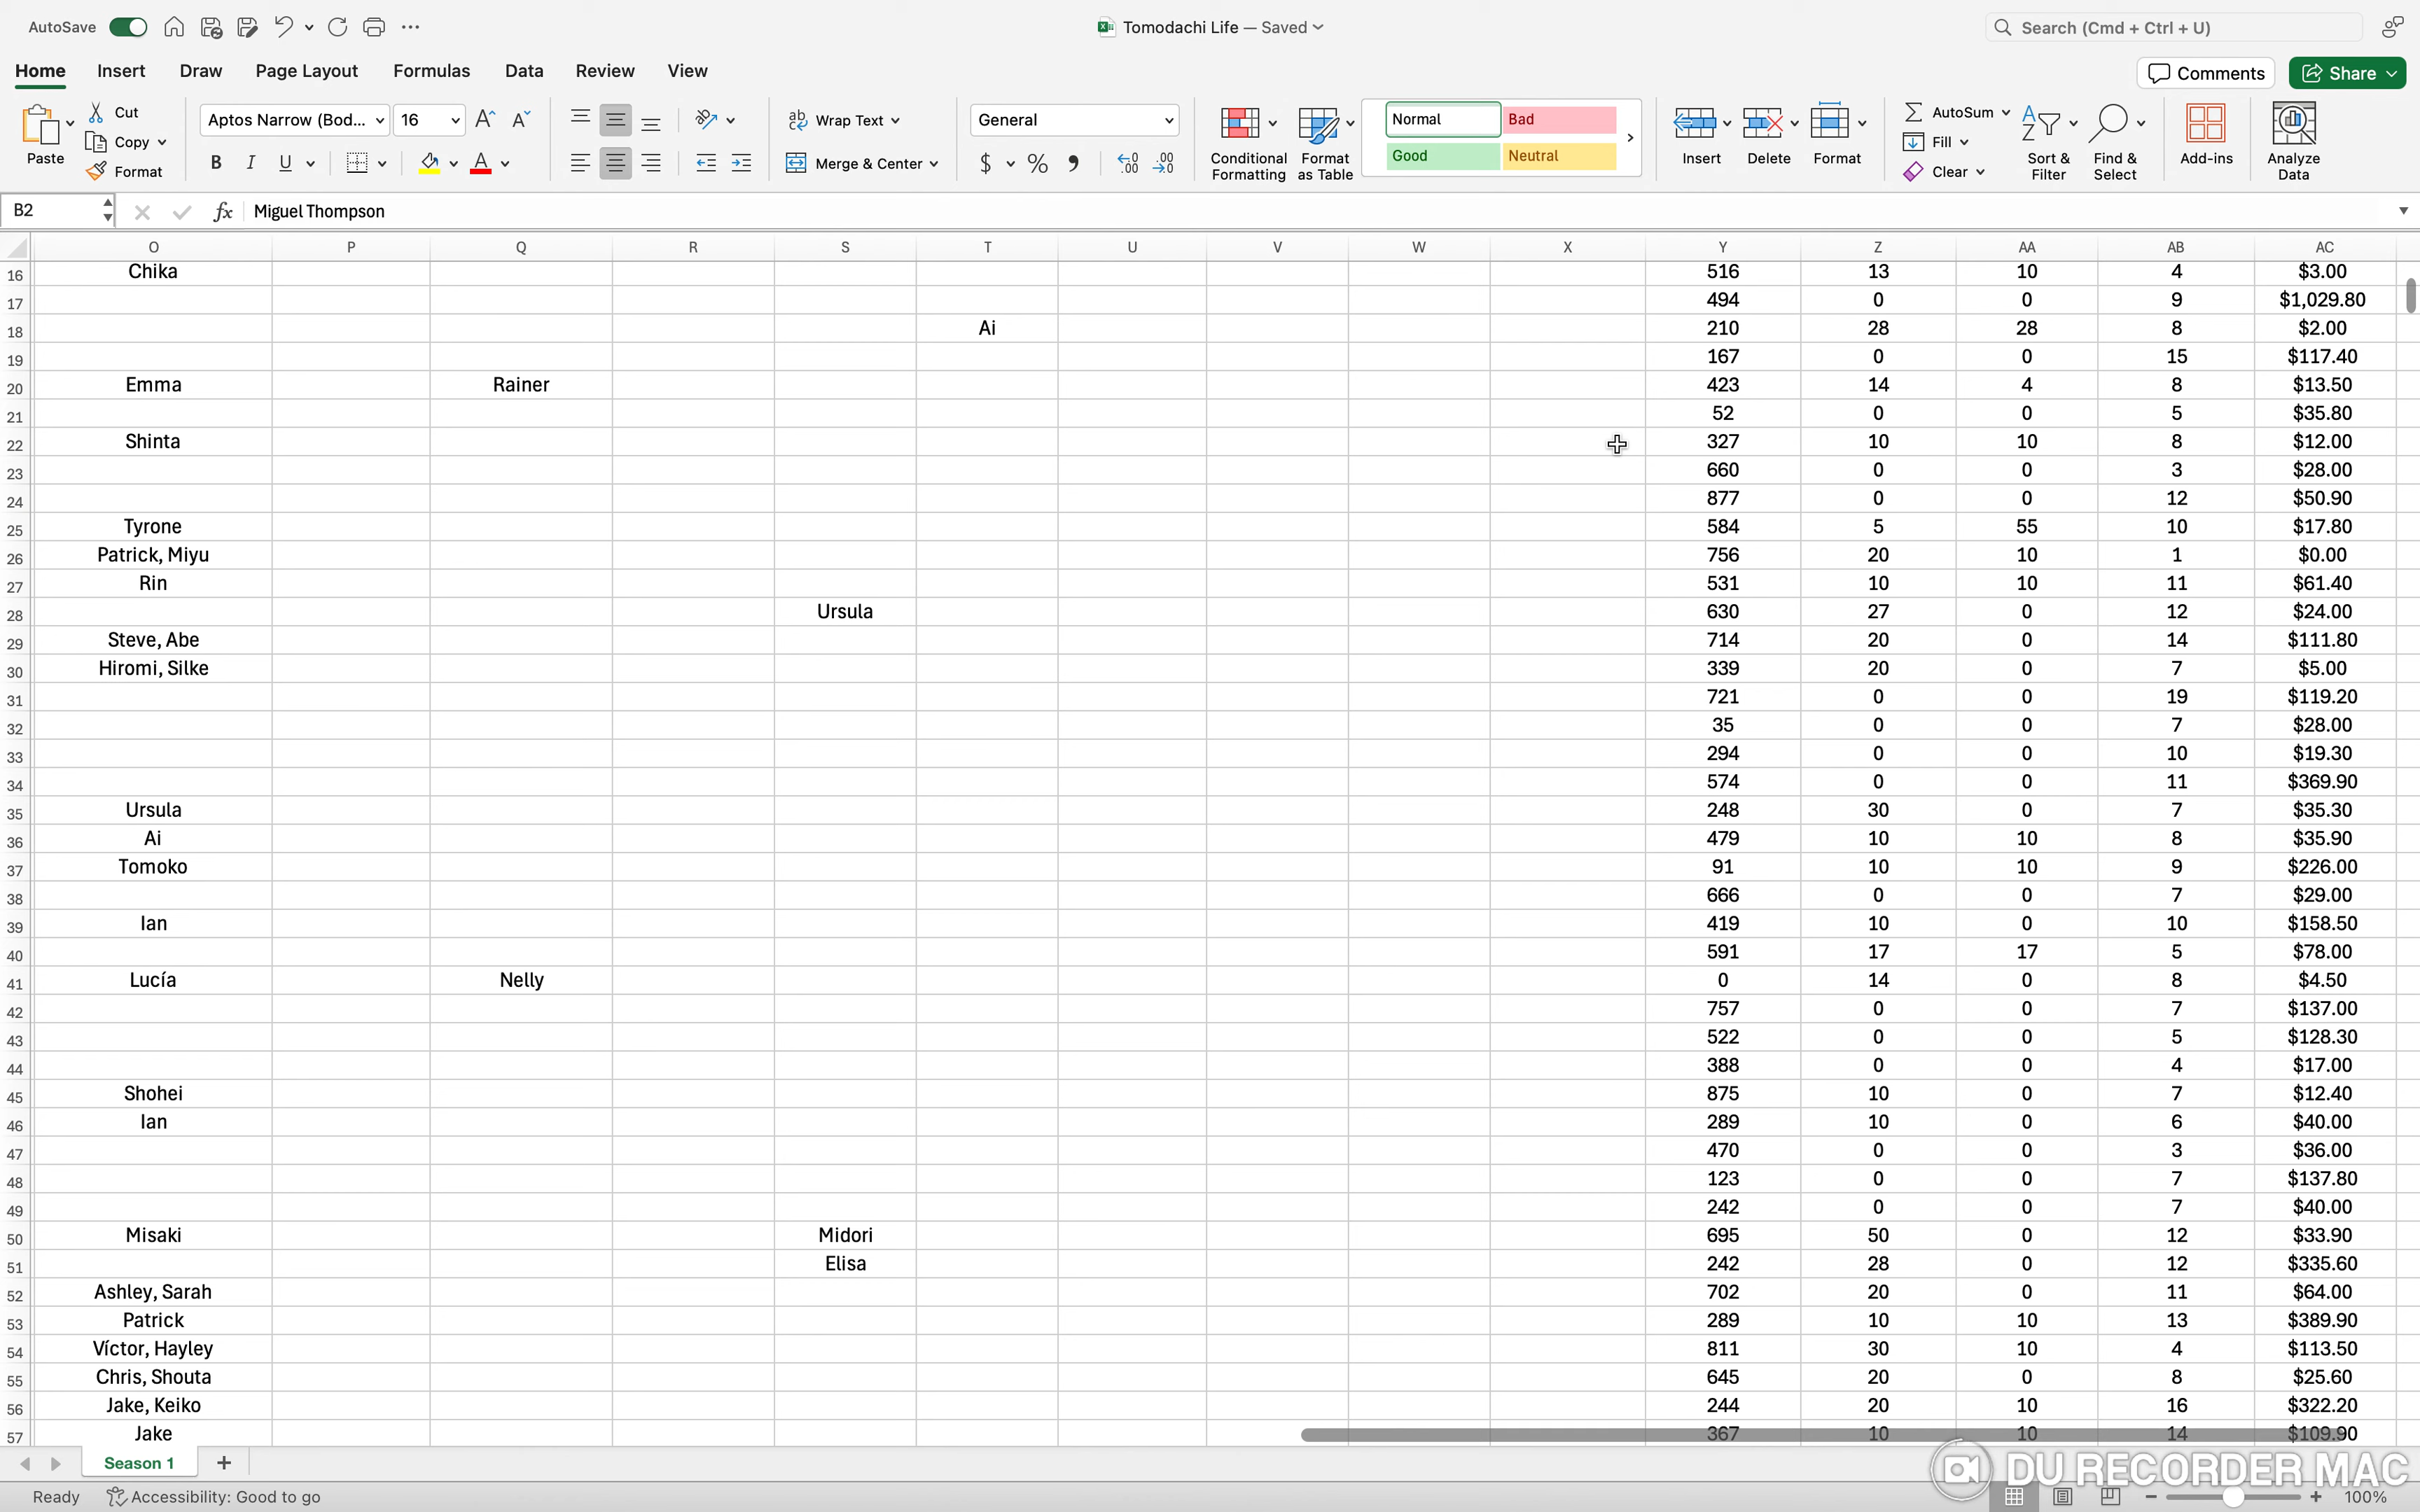 AutoSave
Tomodachi Life — Saved
Search (Cmd + Ctrl + U)
Home Insert Draw Page Layout Formulas Data Review View
Comments Share
Paste Cut Copy Format
Aptos Narrow (Bod... 16
B I U
Wrap Text
Merge & Center
General
$ % 9
Conditional Formatting
Format as Table
Normal Bad
Good Neutral
Insert Delete Format
AutoSum
Fill
Clear
Sort & Filter
Find & Select
Add-ins
Analyze Data
B2 fx Miguel Thompson
O P Q R S T U V W X Y Z AA AB AC
16 Chika 516 13 10 4 $3.00
17 494 0 0 9 $1,029.80
18 Ai 210 28 28 8 $2.00
19 167 0 0 15 $117.40
20 Emma Rainer 423 14 4 8 $13.50
21 52 0 0 5 $35.80
22 Shinta 327 10 10 8 $12.00
23 660 0 0 3 $28.00
24 877 0 0 12 $50.90
25 Tyrone 584 5 55 10 $17.80
26 Patrick, Miyu 756 20 10 1 $0.00
27 Rin 531 10 10 11 $61.40
28 Ursula 630 27 0 12 $24.00
29 Steve, Abe 714 20 0 14 $111.80
30 Hiromi, Silke 339 20 0 7 $5.00
31 721 0 0 19 $119.20
32 35 0 0 7 $28.00
33 294 0 0 10 $19.30
34 574 0 0 11 $369.90
35 Ursula 248 30 0 7 $35.30
36 Ai 479 10 10 8 $35.90
37 Tomoko 91 10 10 9 $226.00
38 666 0 0 7 $29.00
39 Ian 419 10 0 10 $158.50
40 591 17 17 5 $78.00
41 Lucía Nelly 0 14 0 8 $4.50
42 757 0 0 7 $137.00
43 522 0 0 5 $128.30
44 388 0 0 4 $17.00
45 Shohei 875 10 0 7 $12.40
46 Ian 289 10 0 6 $40.00
47 470 0 0 3 $36.00
48 123 0 0 7 $137.80
49 242 0 0 7 $40.00
50 Misaki Midori 695 50 0 12 $33.90
51 Elisa 242 28 0 12 $335.60
52 Ashley, Sarah 702 20 0 11 $64.00
53 Patrick 289 10 10 13 $389.90
54 Víctor, Hayley 811 30 10 4 $113.50
55 Chris, Shouta 645 20 0 8 $25.60
56 Jake, Keiko 244 20 10 16 $322.20
57 Jake 367 10 10 14 $109.90
Season 1 +
DU RECORDER MAC
Ready Accessibility: Good to go 100%